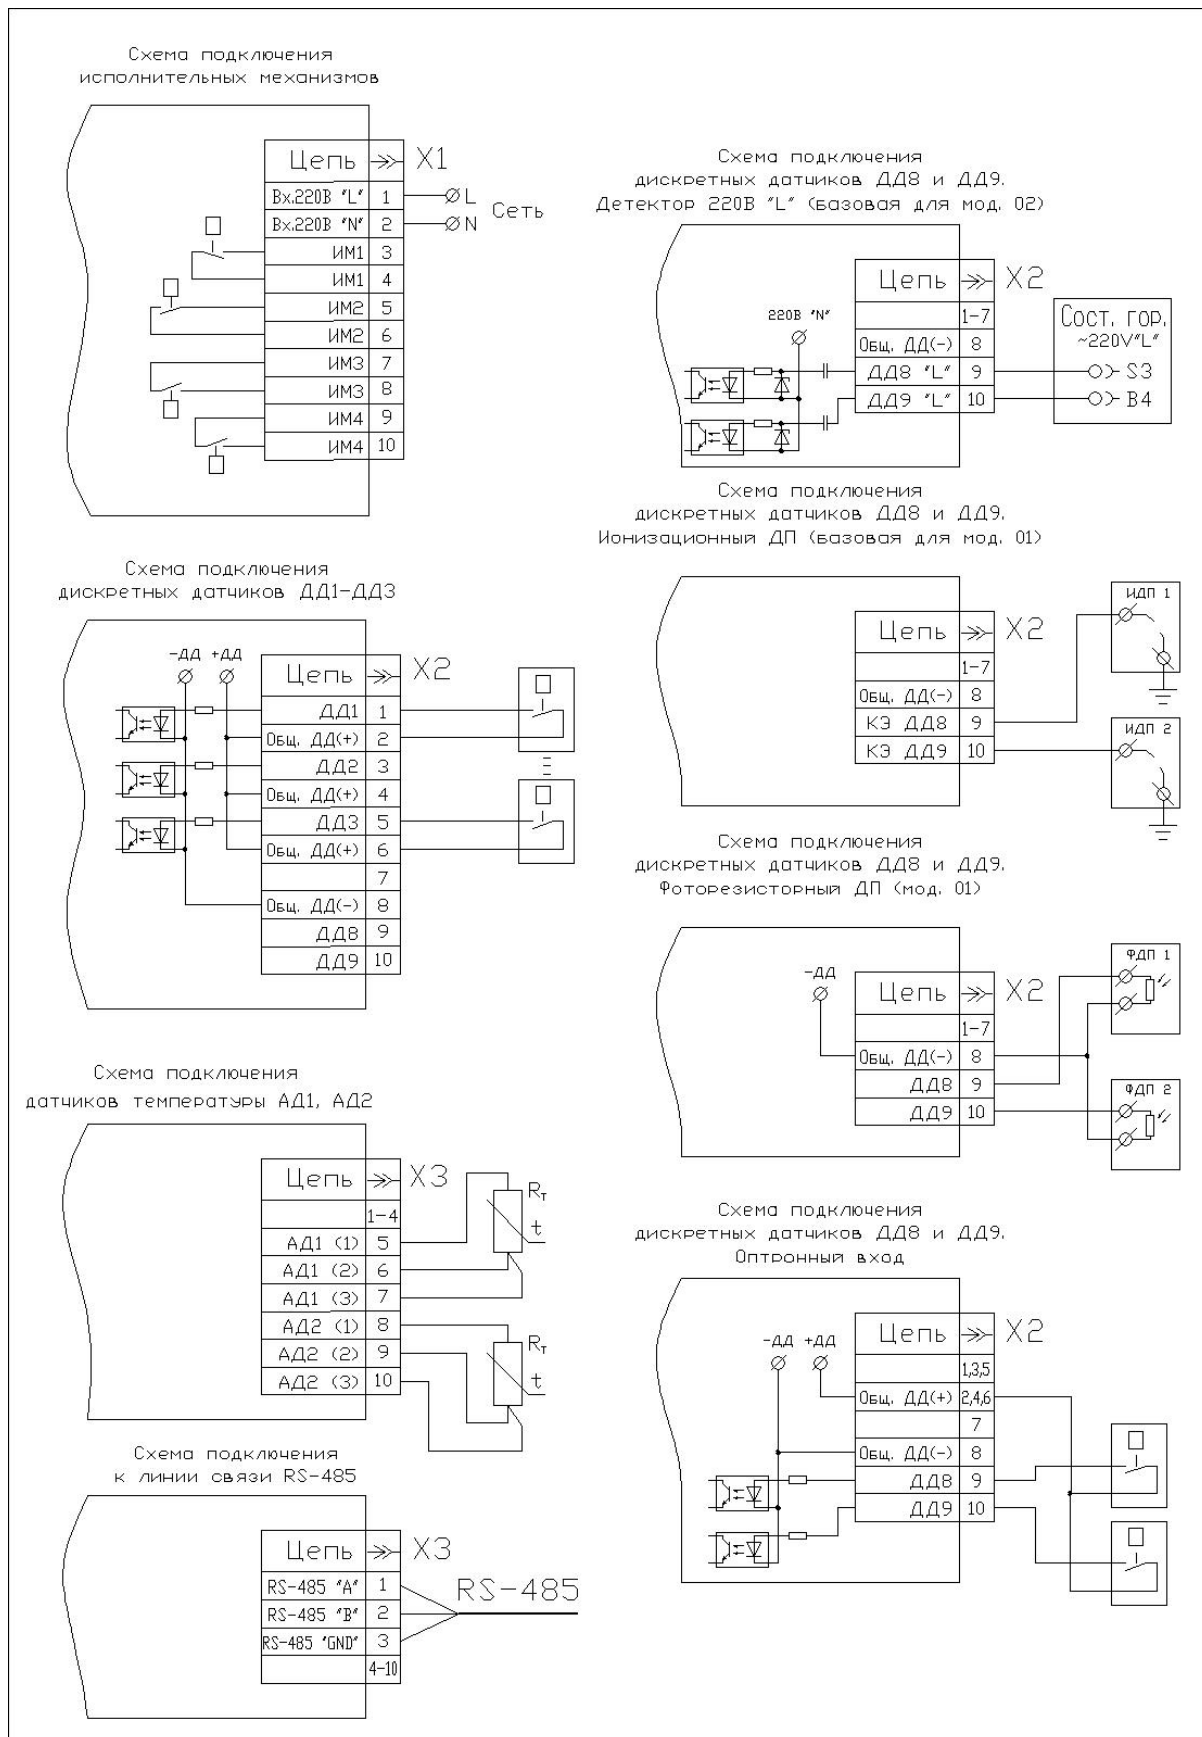 Схема подключения
исполнительных механизмов
Цепь X1
Вх.220В "L" 1 L
Вх.220В "N" 2 N
Сеть
ИМ1 3
ИМ1 4
ИМ2 5
ИМ2 6
ИМ3 7
ИМ3 8
ИМ4 9
ИМ4 10
Схема подключения
дискретных датчиков ДД1-ДД3
-ДД +ДД
Цепь X2
ДД1 1
Общ. ДД(+) 2
ДД2 3
Общ. ДД(+) 4
ДД3 5
Общ. ДД(+) 6
7
Общ. ДД(-) 8
ДД8 9
ДД9 10
Схема подключения
датчиков температуры АД1, АД2
Цепь X3
1-4
АД1 (1) 5
АД1 (2) 6
АД1 (3) 7
АД2 (1) 8
АД2 (2) 9
АД2 (3) 10
Rт
t
Rт
t
Схема подключения
к линии связи RS-485
Цепь X3
RS-485 "A" 1
RS-485 "B" 2
RS-485 "GND" 3
4-10
RS-485
Схема подключения
дискретных датчиков ДД8 и ДД9.
Детектор 220В "L" (базовая для мод. 02)
220В "N"
Цепь X2
1-7
Общ. ДД(-) 8
ДД8 "L" 9
ДД9 "L" 10
Сост. гор.
~220V"L"
S3
B4
Схема подключения
дискретных датчиков ДД8 и ДД9.
Ионизационный ДП (базовая для мод. 01)
Цепь X2
1-7
Общ. ДД(-) 8
КЭ ДД8 9
КЭ ДД9 10
ИДП 1
ИДП 2
Схема подключения
дискретных датчиков ДД8 и ДД9.
Фоторезисторный ДП (мод. 01)
-ДД
Цепь X2
1-7
Общ. ДД(-) 8
ДД8 9
ДД9 10
ФДП 1
ФДП 2
Схема подключения
дискретных датчиков ДД8 и ДД9.
Оптронный вход
-ДД +ДД
Цепь X2
1,3,5
Общ. ДД(+) 2,4,6
7
Общ. ДД(-) 8
ДД8 9
ДД9 10